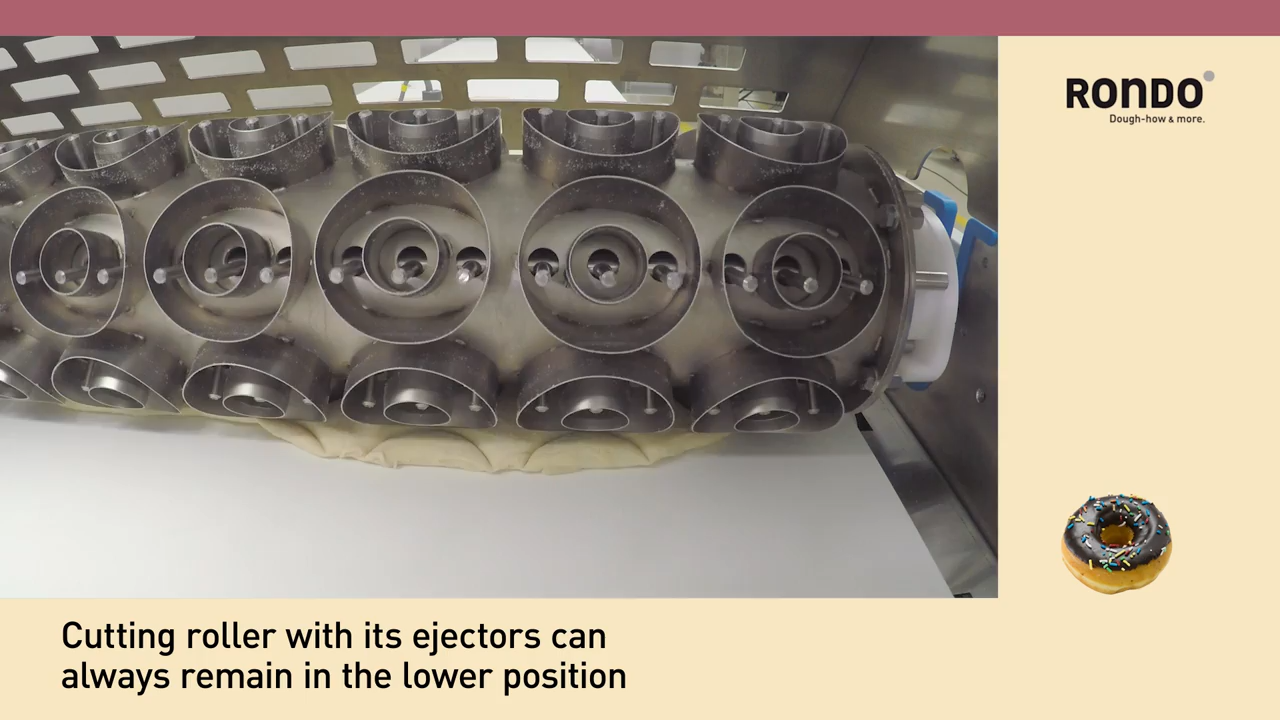 RONDO
Dough-how & more.
Cutting roller with its ejectors can
always remain in the lower position